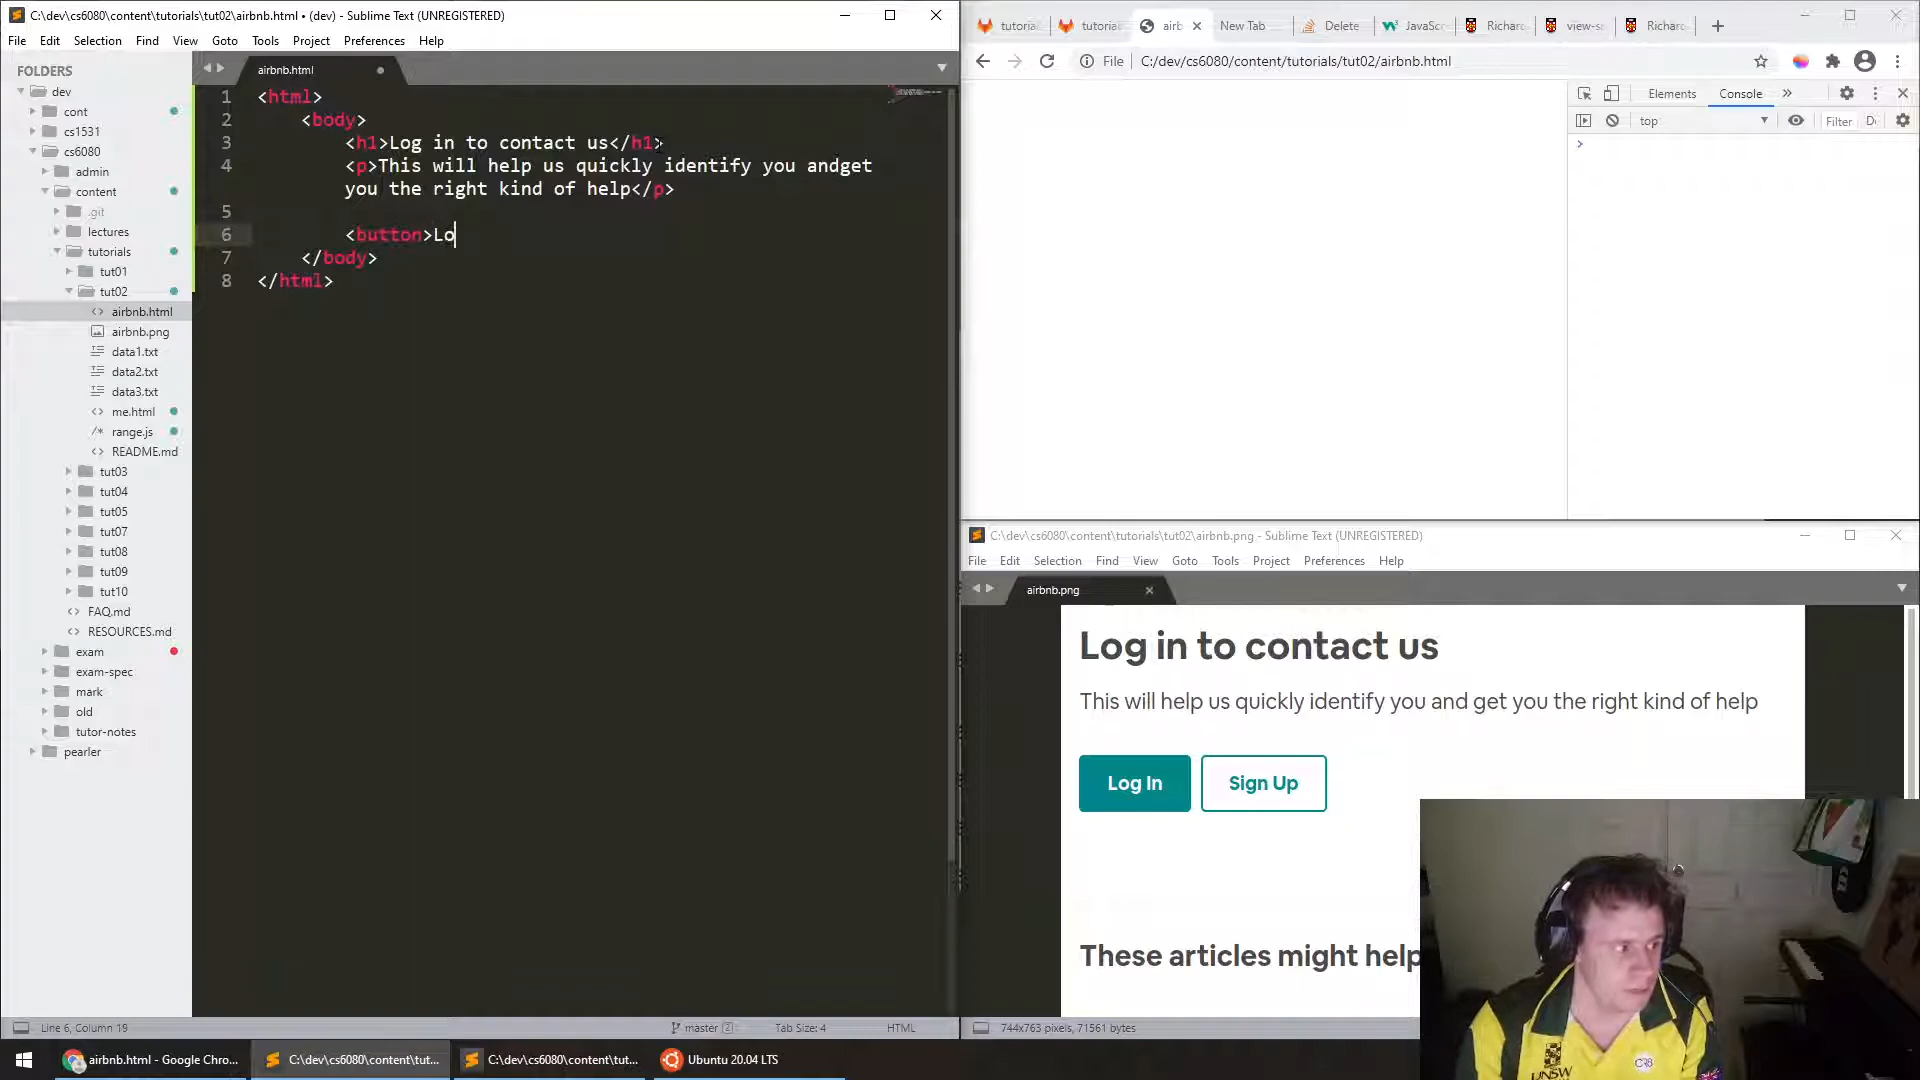 C:\dev\cs6080\content\tutorials\tut02\airbnb.html • (dev) - Sublime Text (UNREGISTERED)
File Edit Selection Find View Goto Tools Project Preferences Help
FOLDERS
dev
cont
cs1531
cs6080
admin
content
.git
lectures
tutorials
tut01
tut02
airbnb.html
airbnb.png
data1.txt
data2.txt
data3.txt
me.html
range.js
README.md
tut03
tut04
tut05
tut07
tut08
tut09
tut10
FAQ.md
RESOURCES.md
exam
exam-spec
mark
old
tutor-notes
pearler
airbnb.html
1 <html>
2 <body>
3 <h1>Log in to contact us</h1>
4 <p>This will help us quickly identify you andget
you the right kind of help</p>
5
6 <button>Lo
7 </body>
8 </html>
Line 6, Column 19
master 2
Tab Size: 4
HTML
tutoria
tutoria
airb
New Tab
Delete
JavaSc
Richar
view-s
Richar
File C:/dev/cs6080/content/tutorials/tut02/airbnb.html
Elements Console »
top
Filter
C:\dev\cs6080\content\tutorials\tut02\airbnb.png - Sublime Text (UNREGISTERED)
File Edit Selection Find View Goto Tools Project Preferences Help
airbnb.png
Log in to contact us
This will help us quickly identify you and get you the right kind of help
Log In
Sign Up
These articles might help
744x763 pixels, 71561 bytes
UNSW
airbnb.html - Google Chro...
C:\dev\cs6080\content\tut...
C:\dev\cs6080\content\tut...
Ubuntu 20.04 LTS